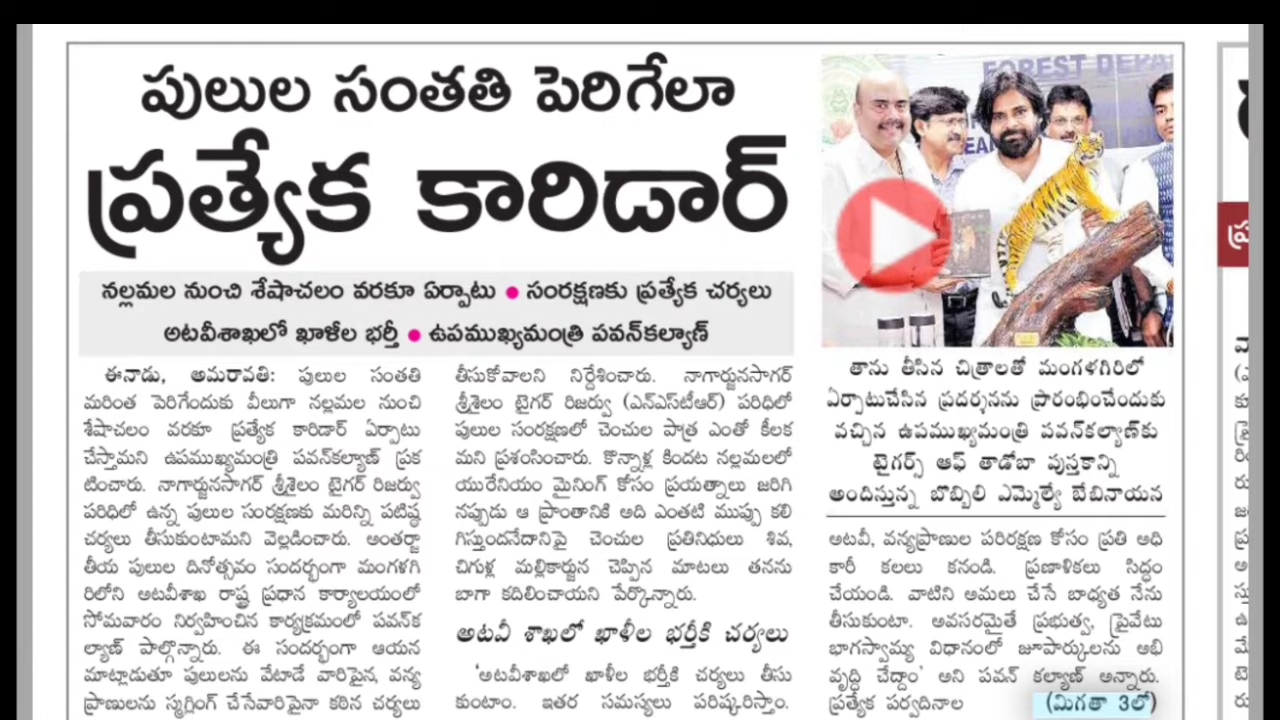 పులుల సంతతి పెరిగేలా
ప్రత్యేక కారిడార్
నల్లమల నుంచి శేషాచలం వరకూ ఏర్పాటు ● సంరక్షణకు ప్రత్యేక చర్యలు
అటవీశాఖలో ఖాళీల భర్తీ ● ఉపముఖ్యమంత్రి పవన్‌కల్యాణ్
ఈనాడు, అమరావతి: పులుల సంతతి
మరింత పెరిగేందుకు వీలుగా నల్లమల నుంచి
శేషాచలం వరకూ ప్రత్యేక కారిడార్ ఏర్పాటు
చేస్తామని ఉపముఖ్యమంత్రి పవన్‌కల్యాణ్ ప్రక
టించారు. నాగార్జునసాగర్ శ్రీశైలం టైగర్ రిజర్వు
పరిధిలో ఉన్న పులుల సంరక్షణకు మరిన్ని పటిష్ఠ
చర్యలు తీసుకుంటామని వెల్లడించారు. అంతర్జా
తీయ పులుల దినోత్సవం సందర్భంగా మంగళగి
రిలోని అటవీశాఖ రాష్ట్ర ప్రధాన కార్యాలయంలో
సోమవారం నిర్వహించిన కార్యక్రమంలో పవన్‌క
ల్యాణ్ పాల్గొన్నారు. ఈ సందర్భంగా ఆయన
మాట్లాడుతూ పులులను వేటాడే వారిపైన, వన్య
ప్రాణులను స్మగ్లింగ్ చేసేవారిపైనా కఠిన చర్యలు
తీసుకోవాలని నిర్దేశించారు. నాగార్జునసాగర్
శ్రీశైలం టైగర్ రిజర్వు (ఎన్ఎస్‌టీఆర్) పరిధిలో
పులుల సంరక్షణలో చెంచుల పాత్ర ఎంతో కీలక
మని ప్రశంసించారు. కొన్నాళ్ల కిందట నల్లమలలో
యురేనియం మైనింగ్ కోసం ప్రయత్నాలు జరిగి
నప్పుడు ఆ ప్రాంతానికి అది ఎంతటి ముప్పు కలి
గిస్తుందనేదానిపై చెంచుల ప్రతినిధులు శివ,
చిగుళ్ల మల్లికార్జున చెప్పిన మాటలు తనను
బాగా కదిలించాయని పేర్కొన్నారు.
అటవీ శాఖలో ఖాళీల భర్తీకి చర్యలు
'అటవీశాఖలో ఖాళీల భర్తీకి చర్యలు తీసు
కుంటాం. ఇతర సమస్యలు పరిష్కరిస్తాం.
FOREST DEPA
తాను తీసిన చిత్రాలతో మంగళగిరిలో
ఏర్పాటుచేసిన ప్రదర్శనను ప్రారంభించేందుకు
వచ్చిన ఉపముఖ్యమంత్రి పవన్‌కల్యాణ్‌కు
టైగర్స్ ఆఫ్ తాడోబా పుస్తకాన్ని
అందిస్తున్న బొబ్బిలి ఎమ్మెల్యే బేబినాయన
అటవీ, వన్యప్రాణుల పరిరక్షణ కోసం ప్రతి అధి
కారీ కలలు కనండి. ప్రణాళికలు సిద్ధం
చేయండి. వాటిని అమలు చేసే బాధ్యత నేను
తీసుకుంటా. అవసరమైతే ప్రభుత్వ, ప్రైవేటు
భాగస్వామ్య విధానంలో జూపార్కులను అభి
వృద్ధి చేద్దాం' అని పవన్ కల్యాణ్ అన్నారు.
ప్రత్యేక పర్వదినాల (మిగతా 3లో)